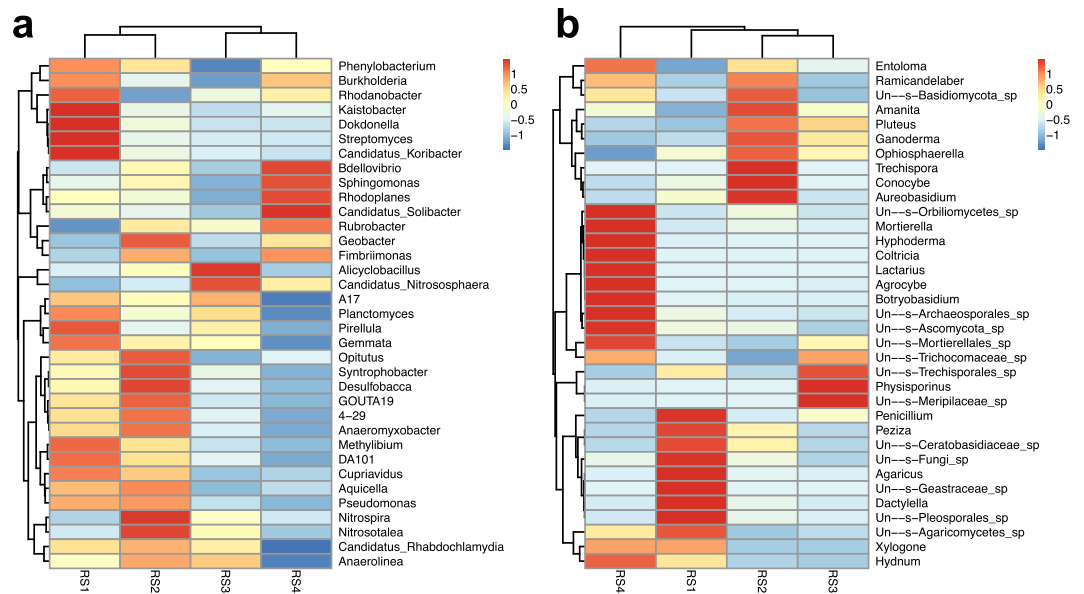 a
Phenylobacterium
Burkholderia
Rhodanobacter
Kaistobacter
Dokdonella
Streptomyces
Candidatus_Koribacter
Bdellovibrio
Sphingomonas
Rhodoplanes
Candidatus_Solibacter
Rubrobacter
Geobacter
Fimbriimonas
Alicyclobacillus
Candidatus_Nitrososphaera
A17
Planctomyces
Pirellula
Gemmata
Opitutus
Syntrophobacter
Desulfobacca
GOUTA19
4−29
Anaeromyxobacter
Methylibium
DA101
Cupriavidus
Aquicella
Pseudomonas
Nitrospira
Nitrosotalea
Candidatus_Rhabdochlamydia
Anaerolinea
RS1
RS2
RS3
RS4
1
0.5
0
−0.5
−1
b
Entoloma
Ramicandelaber
Un−−s−Basidiomycota_sp
Amanita
Pluteus
Ganoderma
Ophiosphaerella
Trechispora
Conocybe
Aureobasidium
Un−−s−Orbiliomycetes_sp
Mortierella
Hyphoderma
Coltricia
Lactarius
Agrocybe
Botryobasidium
Un−−s−Archaeosporales_sp
Un−−s−Ascomycota_sp
Un−−s−Mortierellales_sp
Un−−s−Trichocomaceae_sp
Un−−s−Trechisporales_sp
Physisporinus
Un−−s−Meripilaceae_sp
Penicillium
Peziza
Un−−s−Ceratobasidiaceae_sp
Un−−s−Fungi_sp
Agaricus
Un−−s−Geastraceae_sp
Dactylella
Un−−s−Pleosporales_sp
Un−−s−Agaricomycetes_sp
Xylogone
Hydnum
RS4
RS1
RS2
RS3
1
0.5
0
−0.5
−1